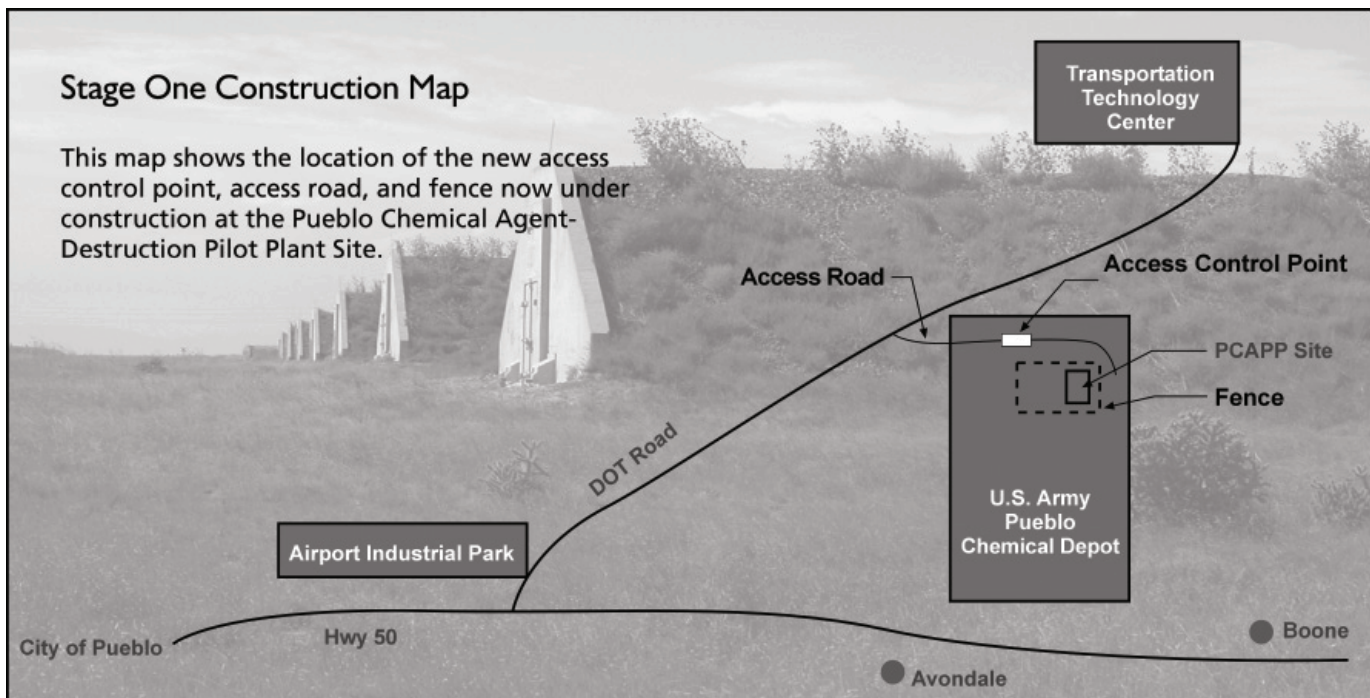 Stage One Construction Map
This map shows the location of the new access
control point, access road, and fence now under
construction at the Pueblo Chemical Agent-
Destruction Pilot Plant Site.
Transportation
Technology
Center
Access Road
Access Control Point
PCAPP Site
Fence
DOT Road
U.S. Army
Pueblo
Chemical Depot
Airport Industrial Park
City of Pueblo
Hwy 50
Boone
Avondale